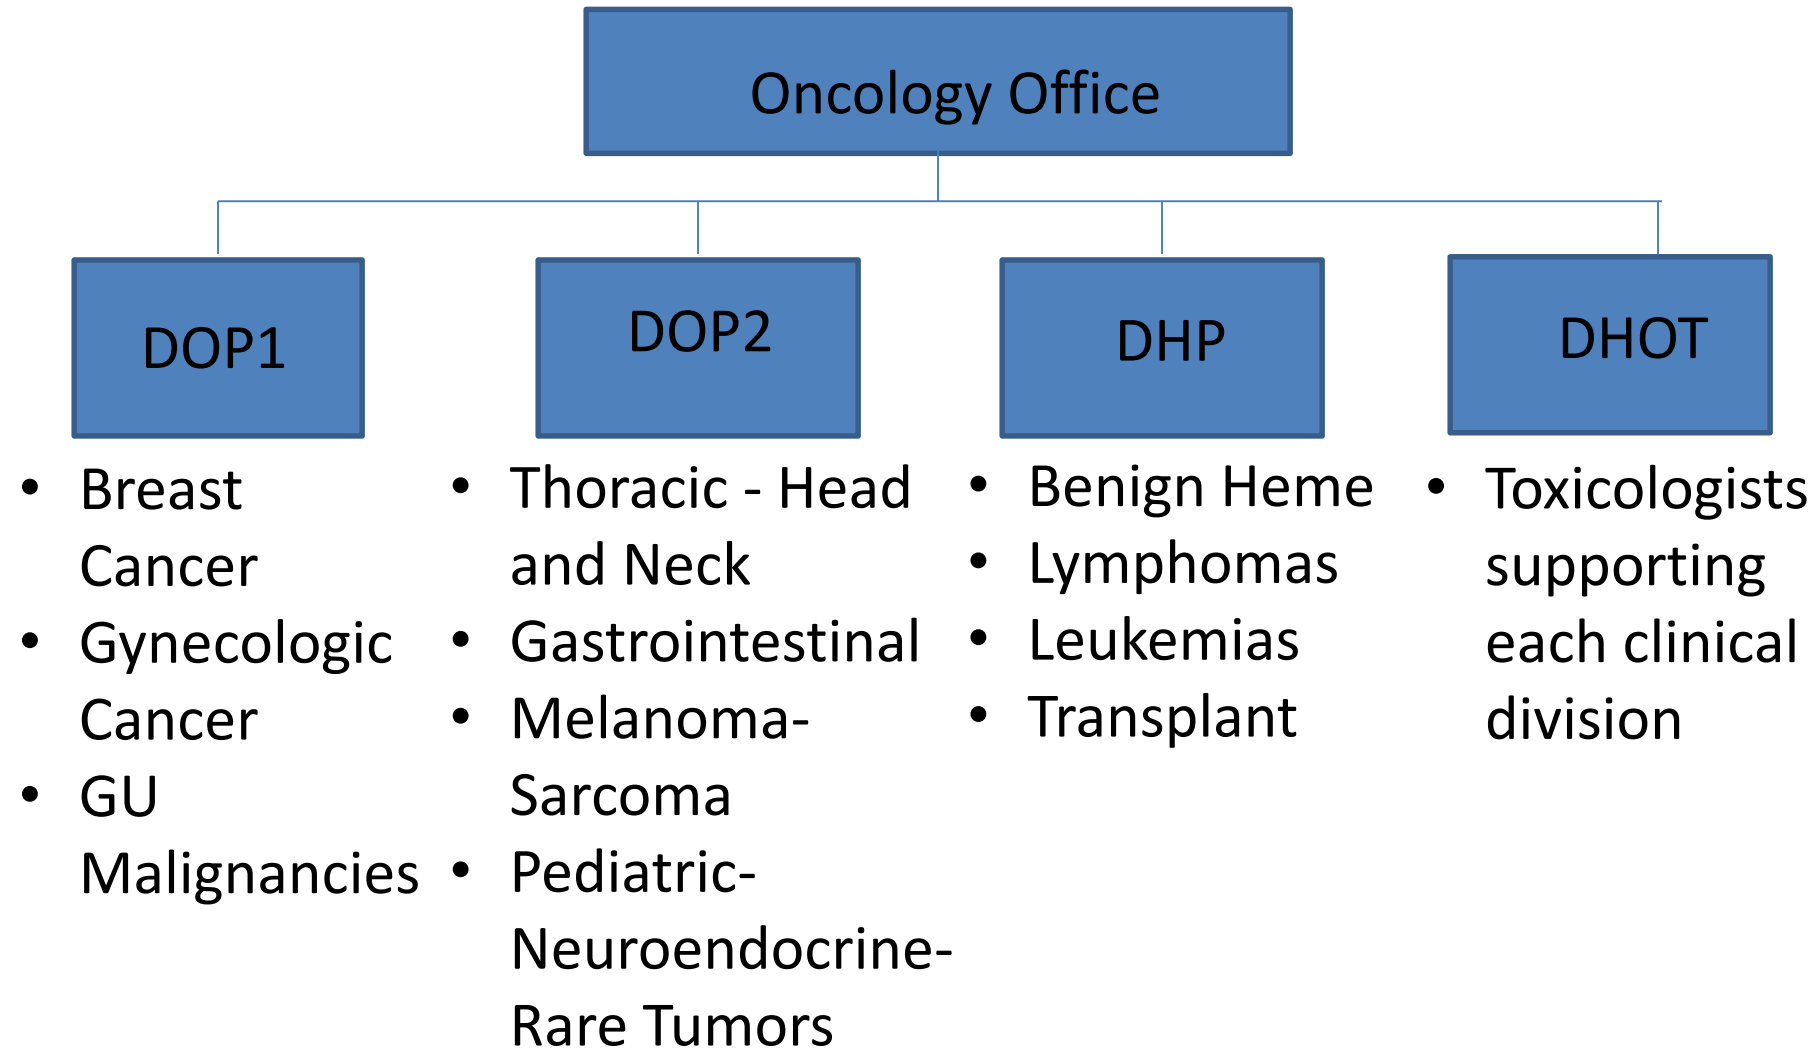 Oncology Office
DOP1
DOP2
DHP
DHOT
• Breast
Cancer
• Gynecologic
Cancer
• GU
Malignancies
• Thoracic - Head
and Neck
• Gastrointestinal
• Melanoma-
Sarcoma
• Pediatric-
Neuroendocrine-
Rare Tumors
• Benign Heme
• Lymphomas
• Leukemias
• Transplant
• Toxicologists
supporting
each clinical
division